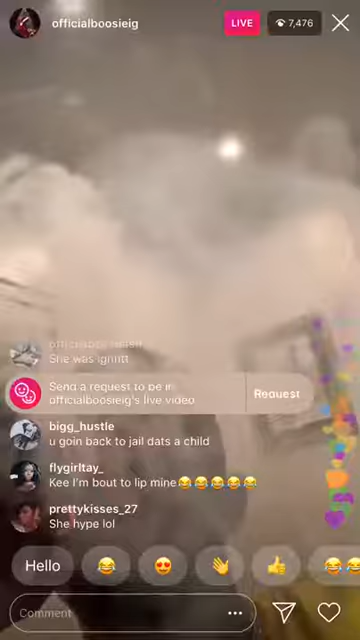 officialboosieig
LIVE
7,476
She was ignttt
Send a request to be in
officialboosieig's live video
Request
bigg_hustle
u goin back to jail dats a child
flygirltay_
Kee I'm bout to lip mine😂😂😂😂😂
prettykisses_27
She hype lol
Hello
Comment